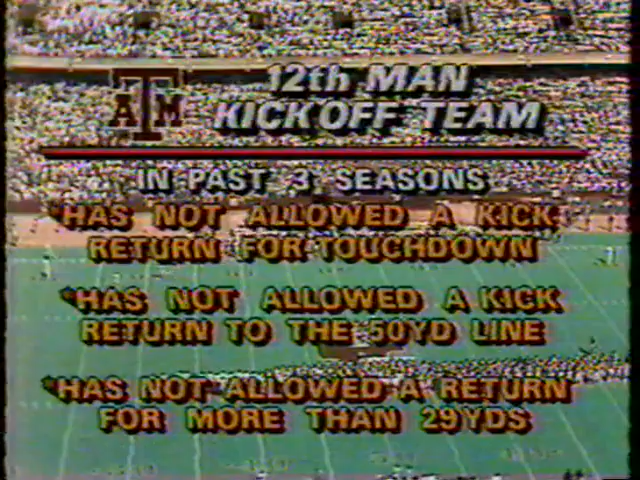 12th MAN
ATM KICKOFF TEAM
IN PAST 3 SEASONS
*HAS NOT ALLOWED A KICK
RETURN FOR TOUCHDOWN
*HAS NOT ALLOWED A KICK
RETURN TO THE 50YD LINE
*HAS NOT ALLOWED A RETURN
FOR MORE THAN 29YDS